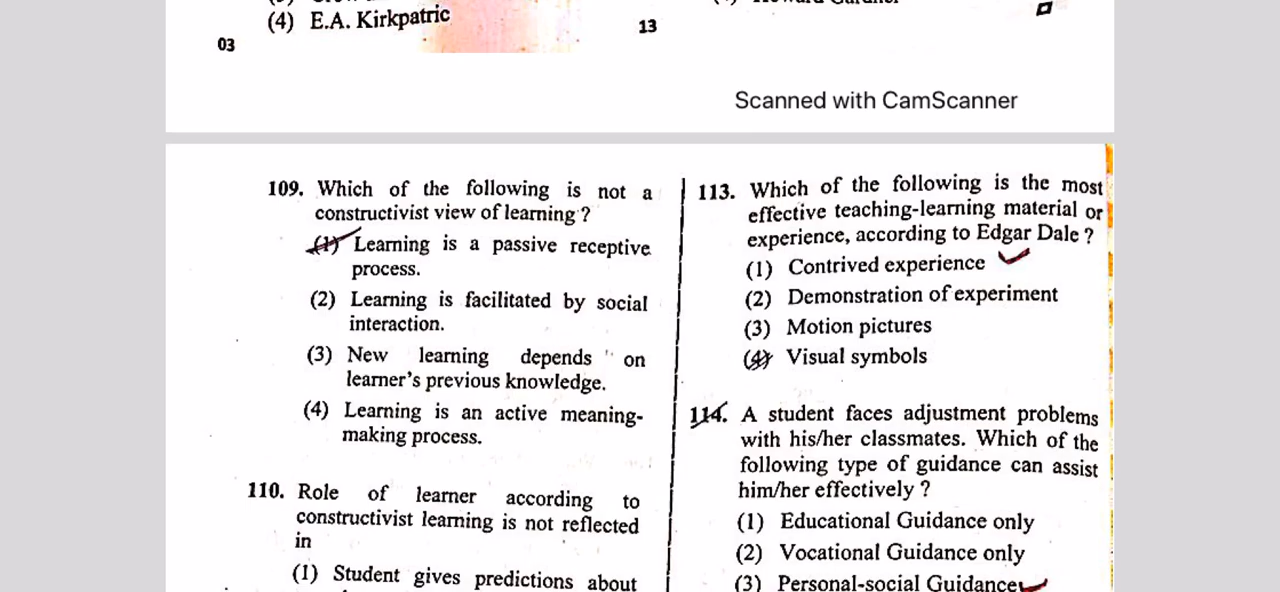 (4) E.A. Kirkpatric
03
13
Scanned with CamScanner
109. Which of the following is not a
constructivist view of learning ?
(1) Learning is a passive receptive
process.
(2) Learning is facilitated by social
interaction.
(3) New learning depends on
learner's previous knowledge.
(4) Learning is an active meaning-
making process.
110. Role of learner according to
constructivist learning is not reflected
in
(1) Student gives predictions about
113. Which of the following is the most
effective teaching-learning material or
experience, according to Edgar Dale ?
(1) Contrived experience
(2) Demonstration of experiment
(3) Motion pictures
(4) Visual symbols
114. A student faces adjustment problems
with his/her classmates. Which of the
following type of guidance can assist
him/her effectively ?
(1) Educational Guidance only
(2) Vocational Guidance only
(3) Personal-social Guidance